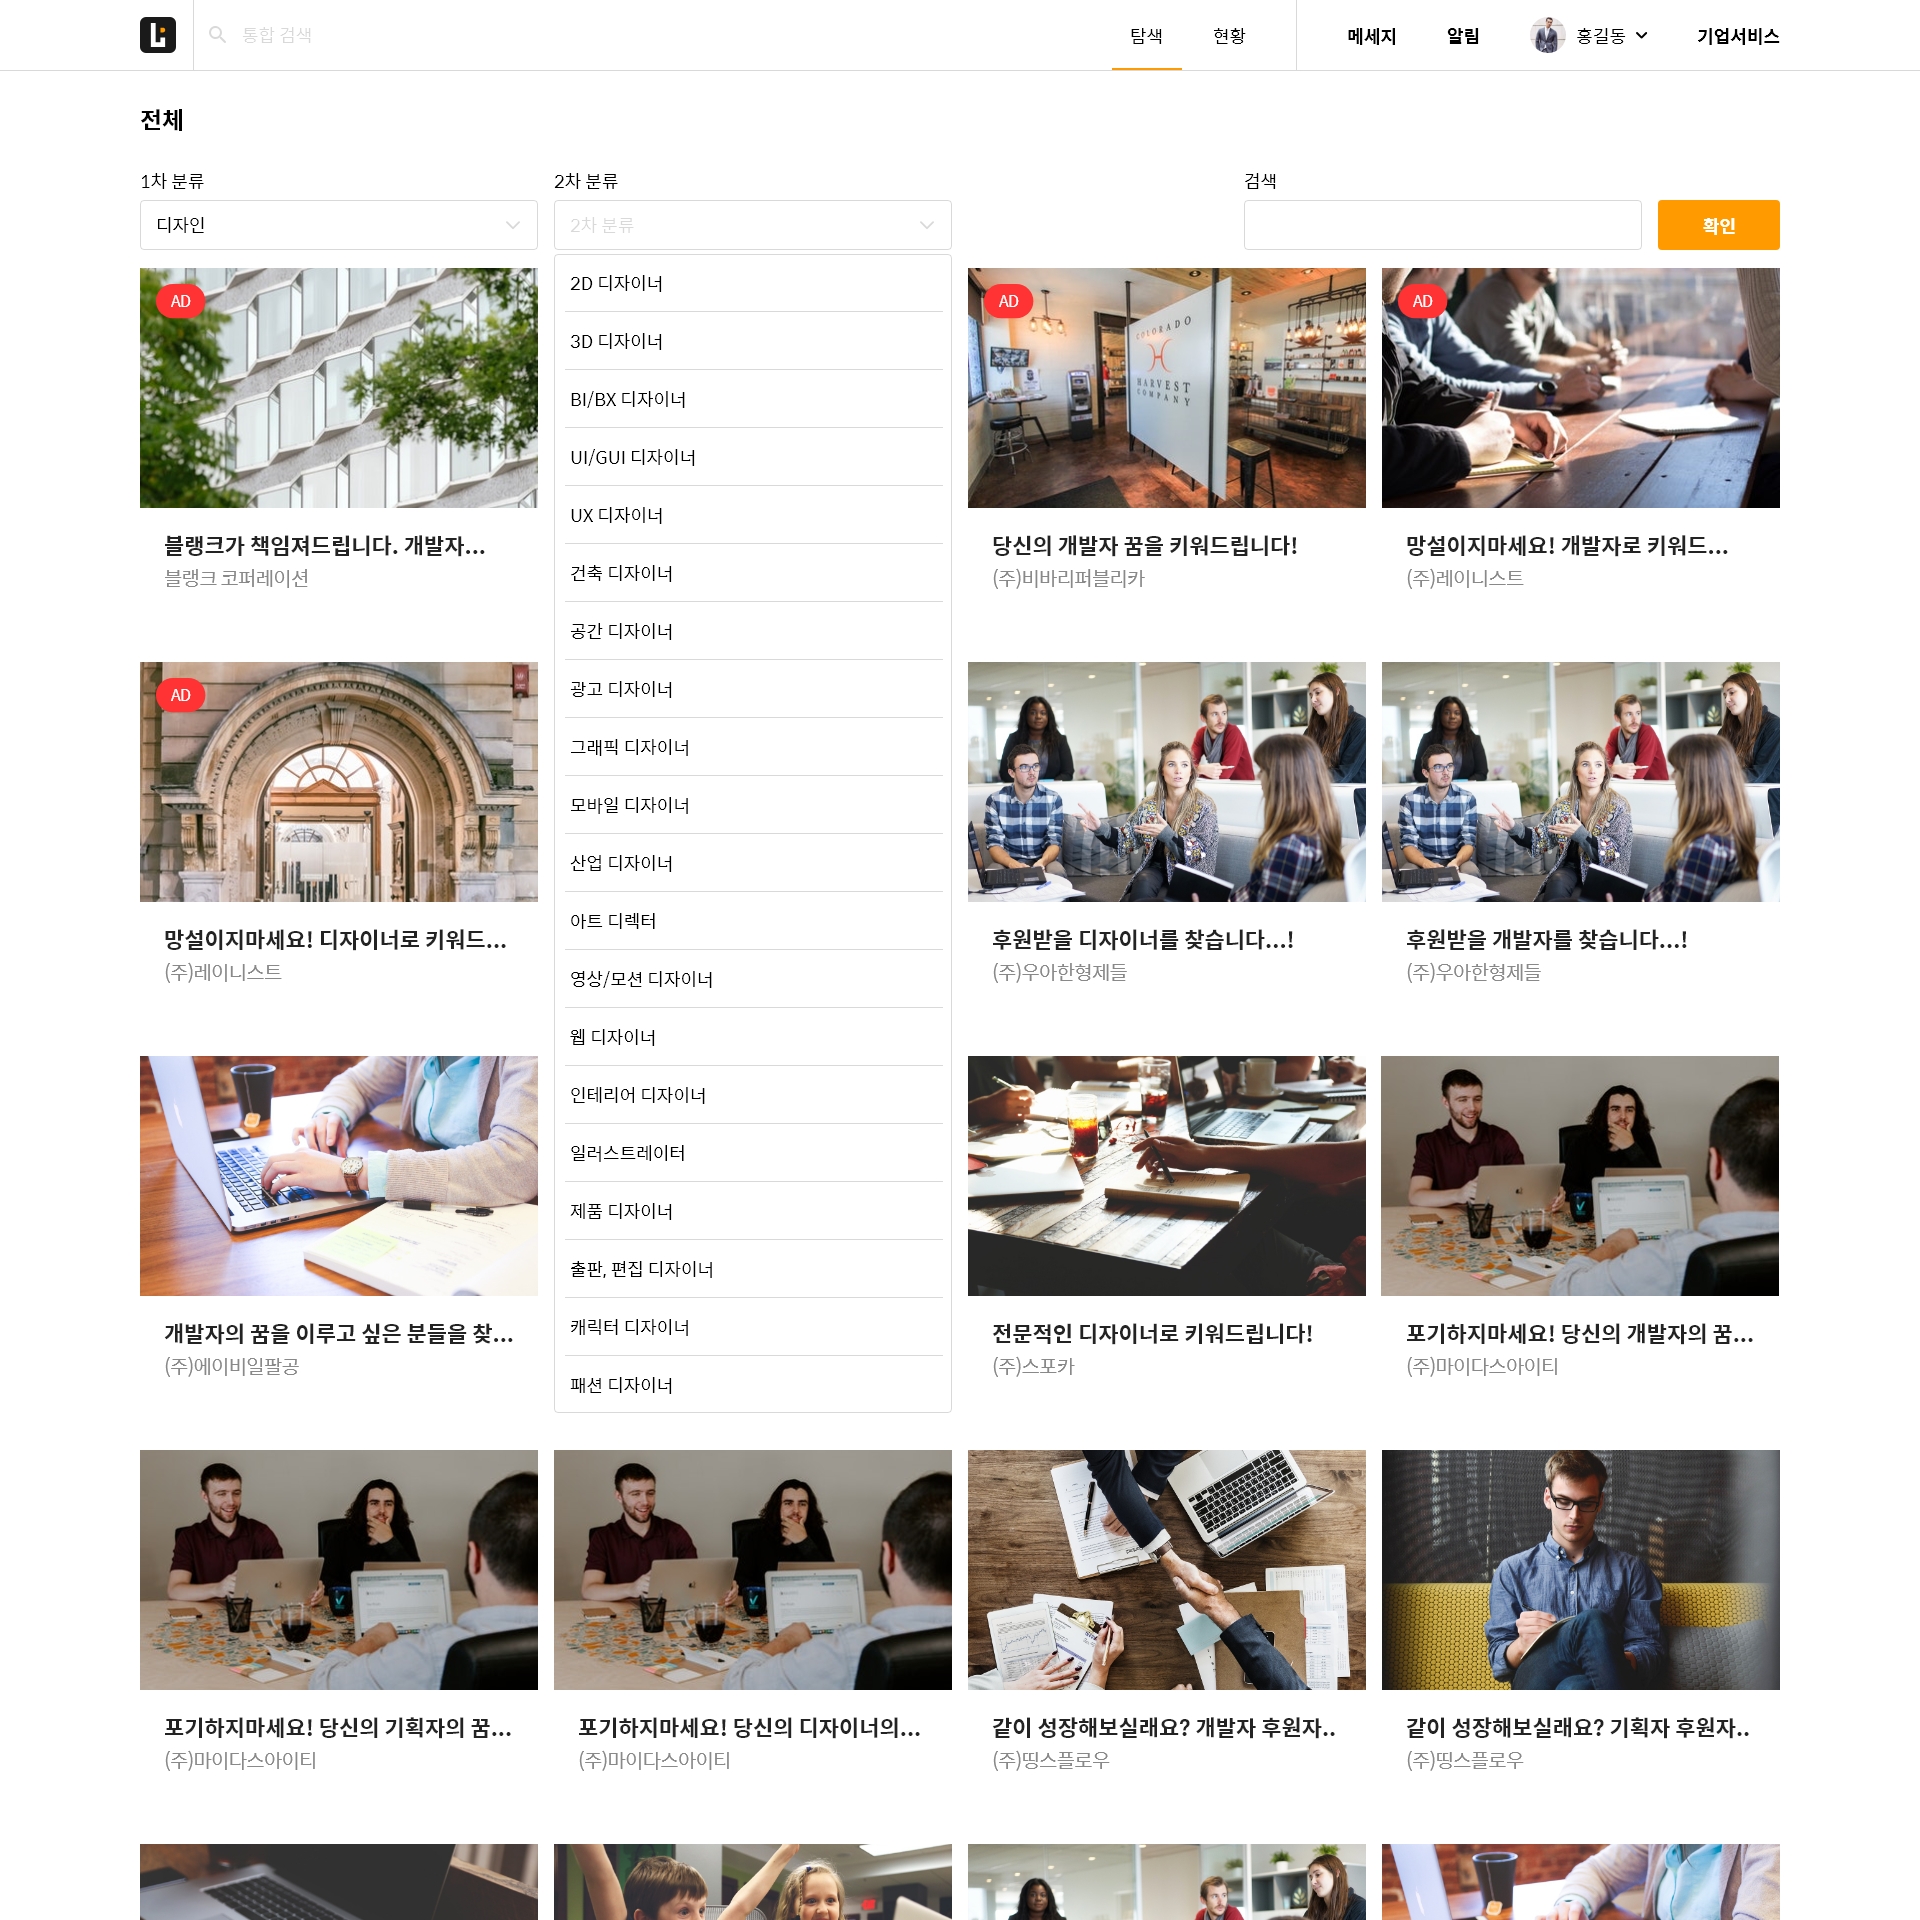 통합 검색
탐색
현황
메세지
알림
홍길동
기업서비스
전체
1차 분류
2차 분류
검색
디자인
2차 분류
확인
2D 디자이너
3D 디자이너
BI/BX 디자이너
UI/GUI 디자이너
UX 디자이너
건축 디자이너
공간 디자이너
광고 디자이너
그래픽 디자이너
모바일 디자이너
산업 디자이너
아트 디렉터
영상/모션 디자이너
웹 디자이너
인테리어 디자이너
일러스트레이터
제품 디자이너
출판, 편집 디자이너
캐릭터 디자이너
패션 디자이너
AD
블랭크가 책임져드립니다. 개발자...
블랭크 코퍼레이션
AD
COLORADO
HARVEST
COMPANY
당신의 개발자 꿈을 키워드립니다!
(주)비바리퍼블리카
AD
망설이지마세요! 개발자로 키워드...
(주)레이니스트
AD
망설이지마세요! 디자이너로 키워드...
(주)레이니스트
후원받을 디자이너를 찾습니다...!
(주)우아한형제들
후원받을 개발자를 찾습니다...!
(주)우아한형제들
개발자의 꿈을 이루고 싶은 분들을 찾...
(주)에이비일팔공
전문적인 디자이너로 키워드립니다!
(주)스포카
포기하지마세요! 당신의 개발자의 꿈...
(주)마이다스아이티
포기하지마세요! 당신의 기획자의 꿈...
(주)마이다스아이티
포기하지마세요! 당신의 디자이너의...
(주)마이다스아이티
같이 성장해보실래요? 개발자 후원자..
(주)띵스플로우
같이 성장해보실래요? 기획자 후원자..
(주)띵스플로우